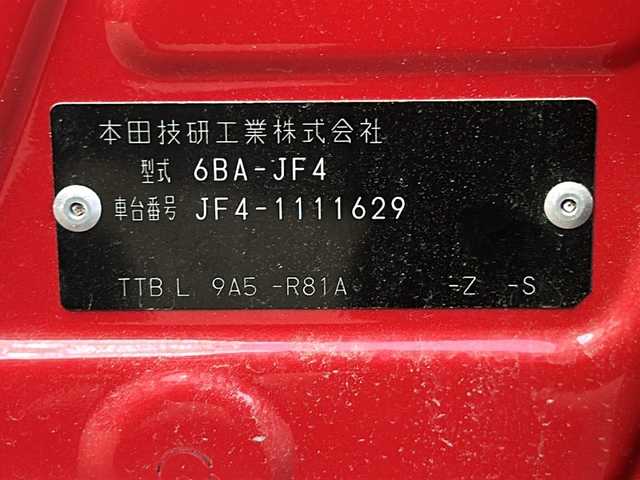 本田技研工業株式会社
型式 6BA-JF4
車台番号 JF4-1111629
TTB L 9A5 -R81A -Z -S